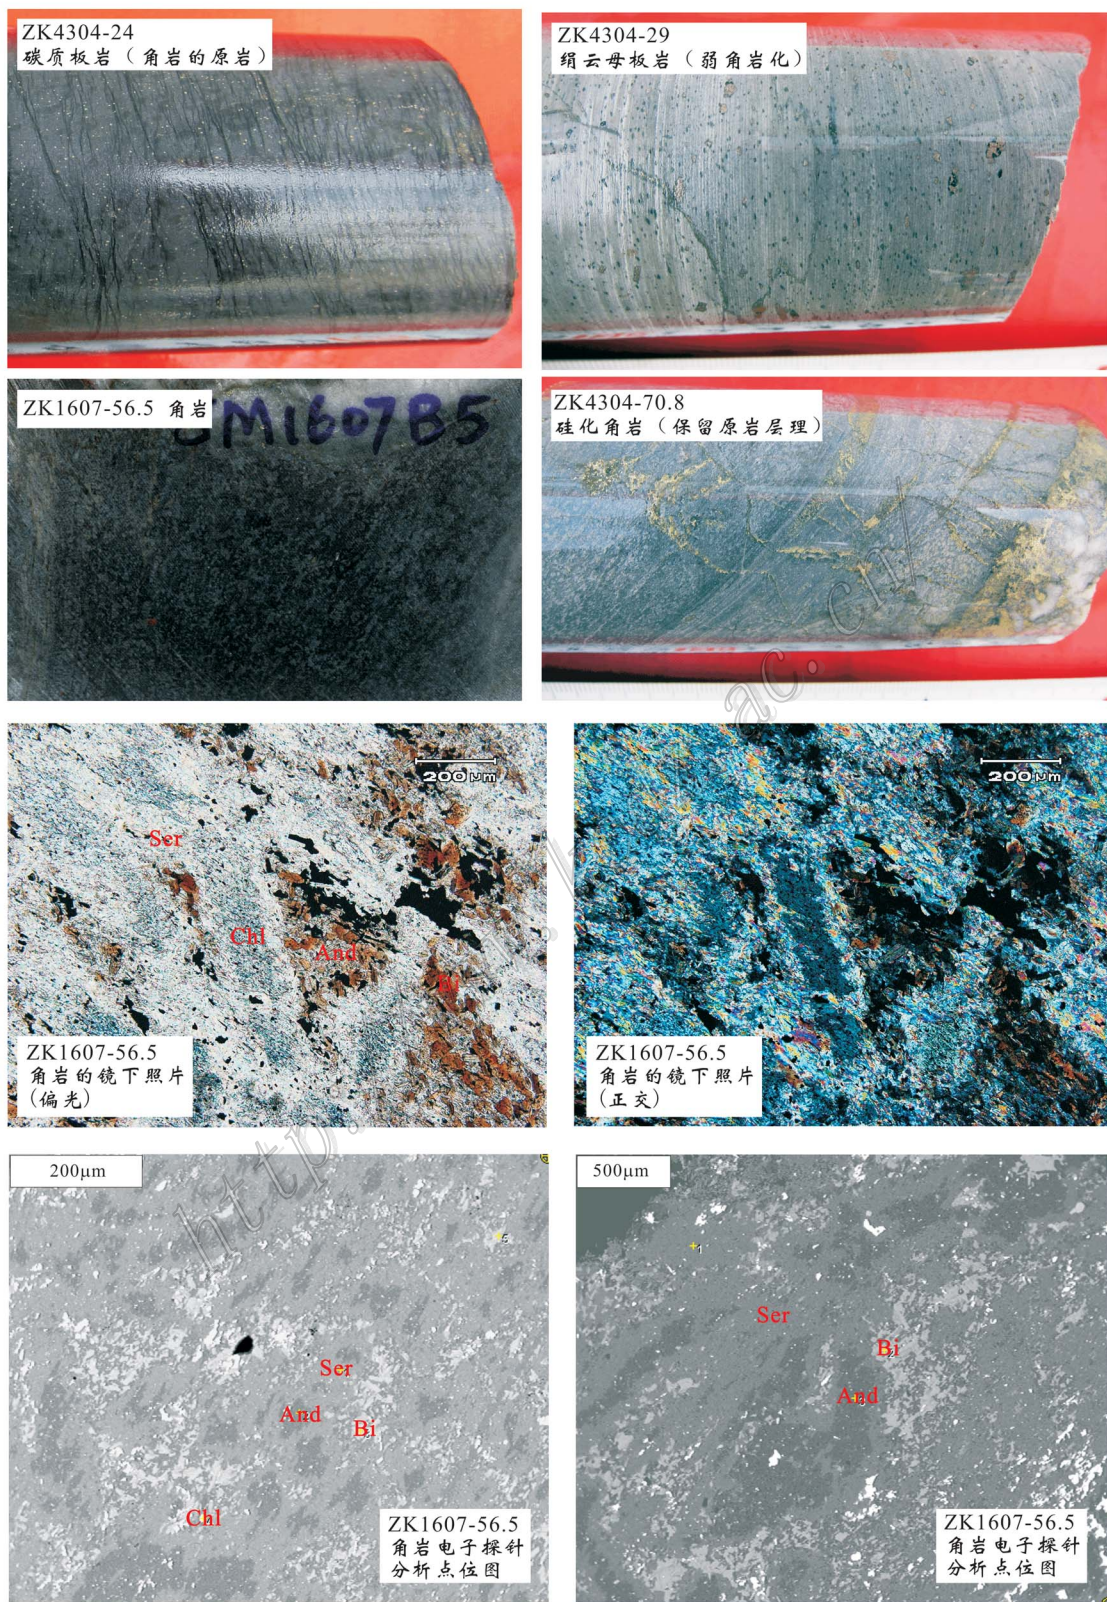 ZK4304-24
碳质板岩（角岩的原岩）
ZK4304-29
绢云母板岩（弱角岩化）
ZK1607-56.5 角岩
M1607B5
ZK4304-70.8
硅化角岩（保留原岩层理）
200μm
Ser
Chl
And
Bi
ZK1607-56.5
角岩的镜下照片
(偏光)
200μm
ZK1607-56.5
角岩的镜下照片
(正交)
200μm
5
Ser
And
Bi
Chl
ZK1607-56.5
角岩电子探针
分析点位图
500μm
1
Ser
Bi
And
ZK1607-56.5
角岩电子探针
分析点位图